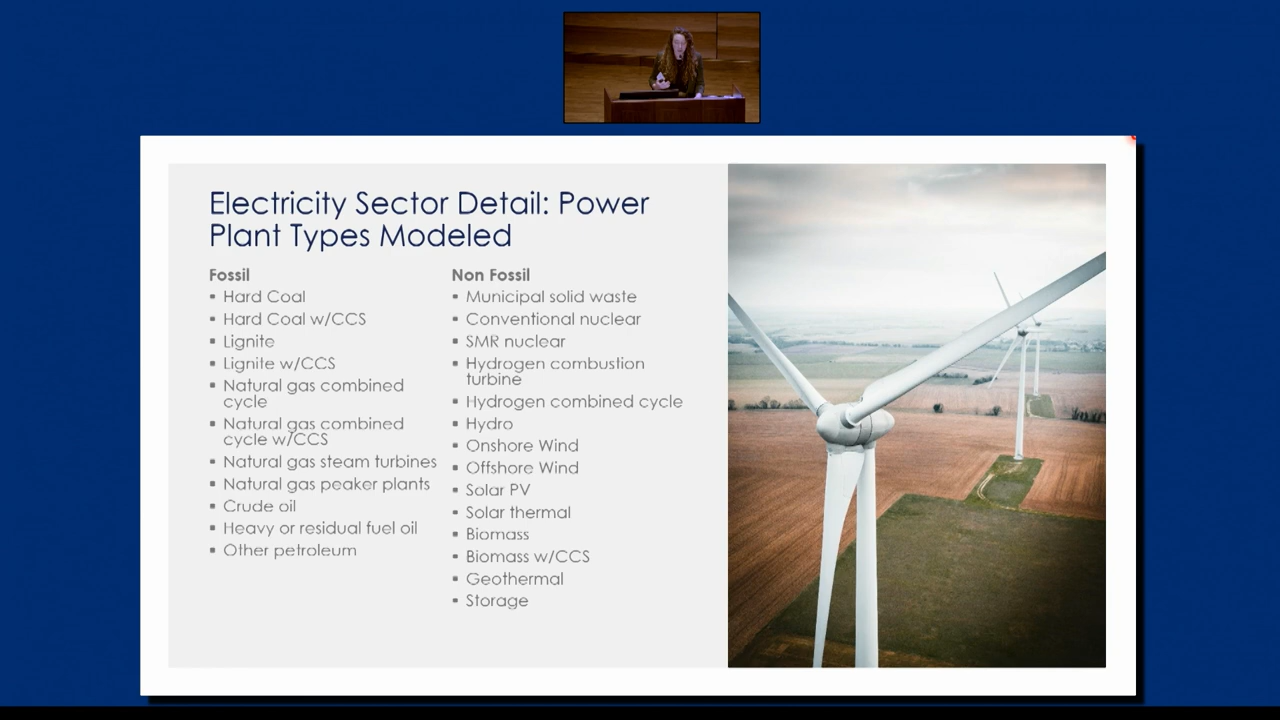 Electricity Sector Detail: Power
Plant Types Modeled
Fossil
▪ Hard Coal
▪ Hard Coal w/CCS
▪ Lignite
▪ Lignite w/CCS
▪ Natural gas combined
cycle
▪ Natural gas combined
cycle w/CCS
▪ Natural gas steam turbines
▪ Natural gas peaker plants
▪ Crude oil
▪ Heavy or residual fuel oil
▪ Other petroleum
Non Fossil
▪ Municipal solid waste
▪ Conventional nuclear
▪ SMR nuclear
▪ Hydrogen combustion
turbine
▪ Hydrogen combined cycle
▪ Hydro
▪ Onshore Wind
▪ Offshore Wind
▪ Solar PV
▪ Solar thermal
▪ Biomass
▪ Biomass w/CCS
▪ Geothermal
▪ Storage